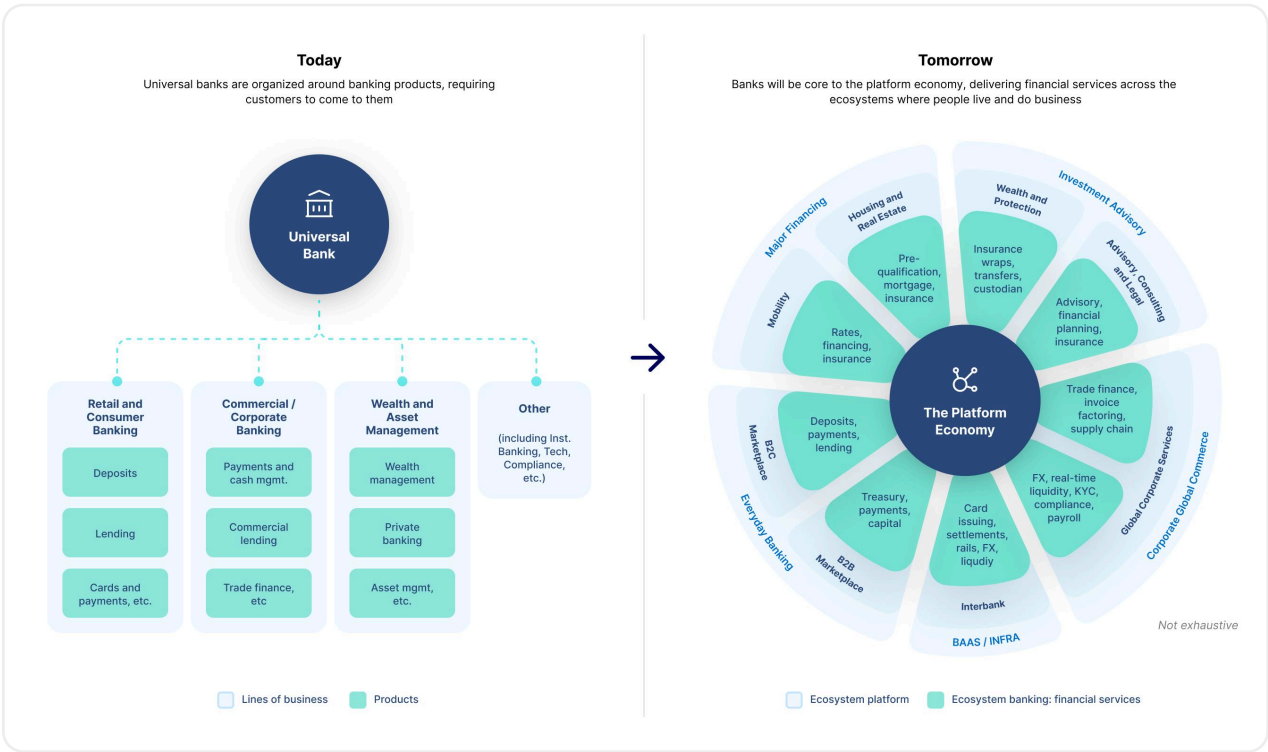 Today
Universal banks are organized around banking products, requiring
customers to come to them
Universal
Bank
Retail and
Consumer
Banking
Deposits
Lending
Cards and
payments, etc.
Commercial /
Corporate
Banking
Payments and
cash mgmt.
Commercial
lending
Trade finance,
etc
Wealth and
Asset
Management
Wealth
management
Private
banking
Asset mgmt,
etc.
Other
(including Inst.
Banking, Tech,
Compliance,
etc.)
Lines of business
Products
Tomorrow
Banks will be core to the platform economy, delivering financial services across the
ecosystems where people live and do business
The Platform
Economy
Major Financing
Mobility
Rates,
financing,
insurance
Housing and
Real Estate
Pre-
qualification,
mortgage,
insurance
Investment Advisory
Wealth and
Protection
Insurance
wraps,
transfers,
custodian
Advisory, Consulting
and Legal
Advisory,
financial
planning,
insurance
Corporate Global Commerce
Global Corporate Services
Trade finance,
invoice
factoring,
supply chain
FX, real-time
liquidity, KYC,
compliance,
payroll
BAAS / INFRA
Interbank
Card
issuing,
settlements,
rails, FX,
liqudiy
Everyday Banking
B2B
Marketplace
Treasury,
payments,
capital
B2C
Marketplace
Deposits,
payments,
lending
Not exhaustive
Ecosystem platform
Ecosystem banking: financial services